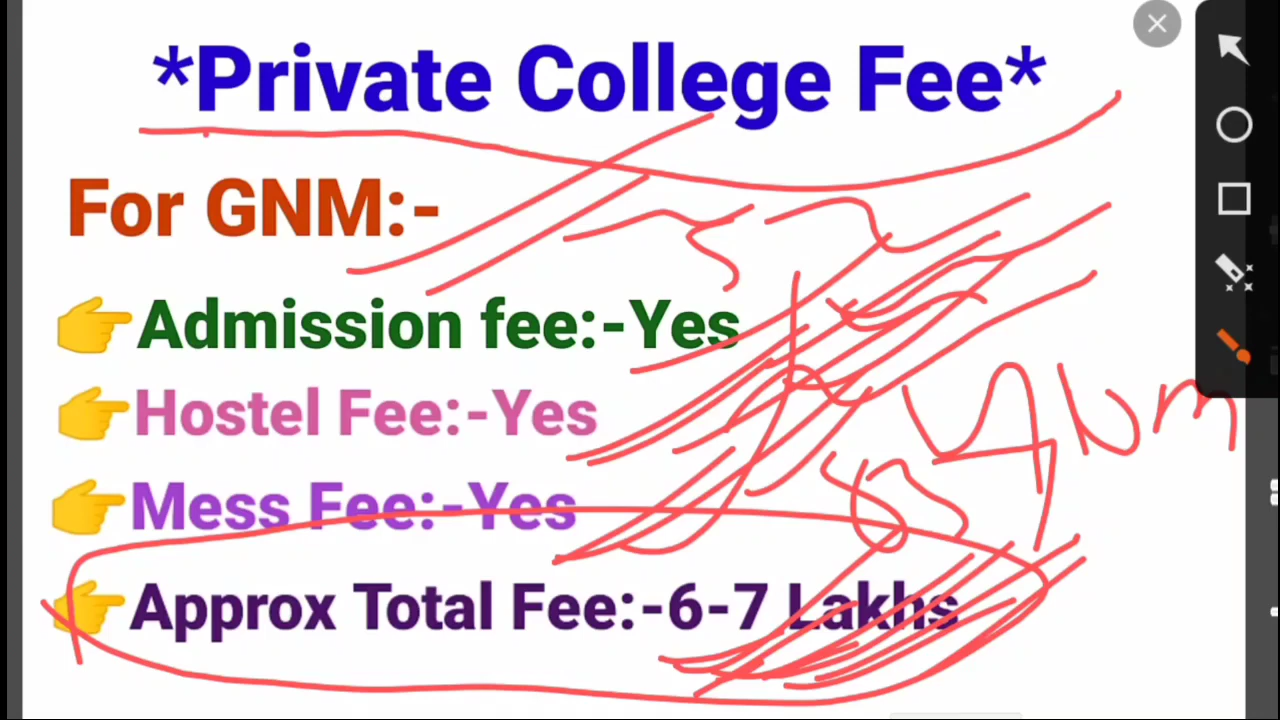 *Private College Fee*
For GNM:-
👉Admission fee:-Yes
👉Hostel Fee:-Yes
👉Mess Fee:-Yes
👉Approx Total Fee:-6-7 Lakhs